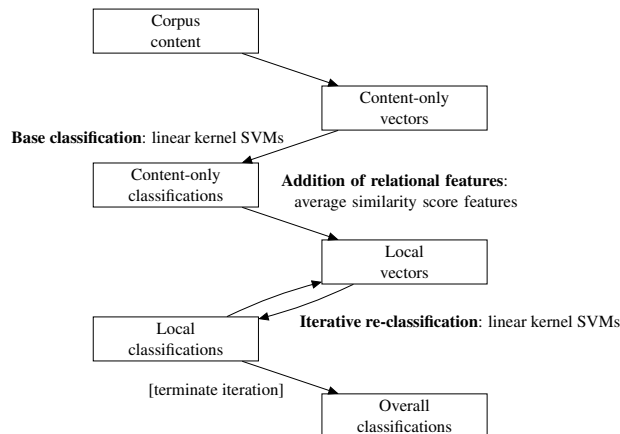 Corpus
content
Content-only
vectors
Base classification: linear kernel SVMs
Content-only
classifications
Addition of relational features:
average similarity score features
Local
vectors
Iterative re-classification: linear kernel SVMs
Local
classifications
[terminate iteration]
Overall
classifications